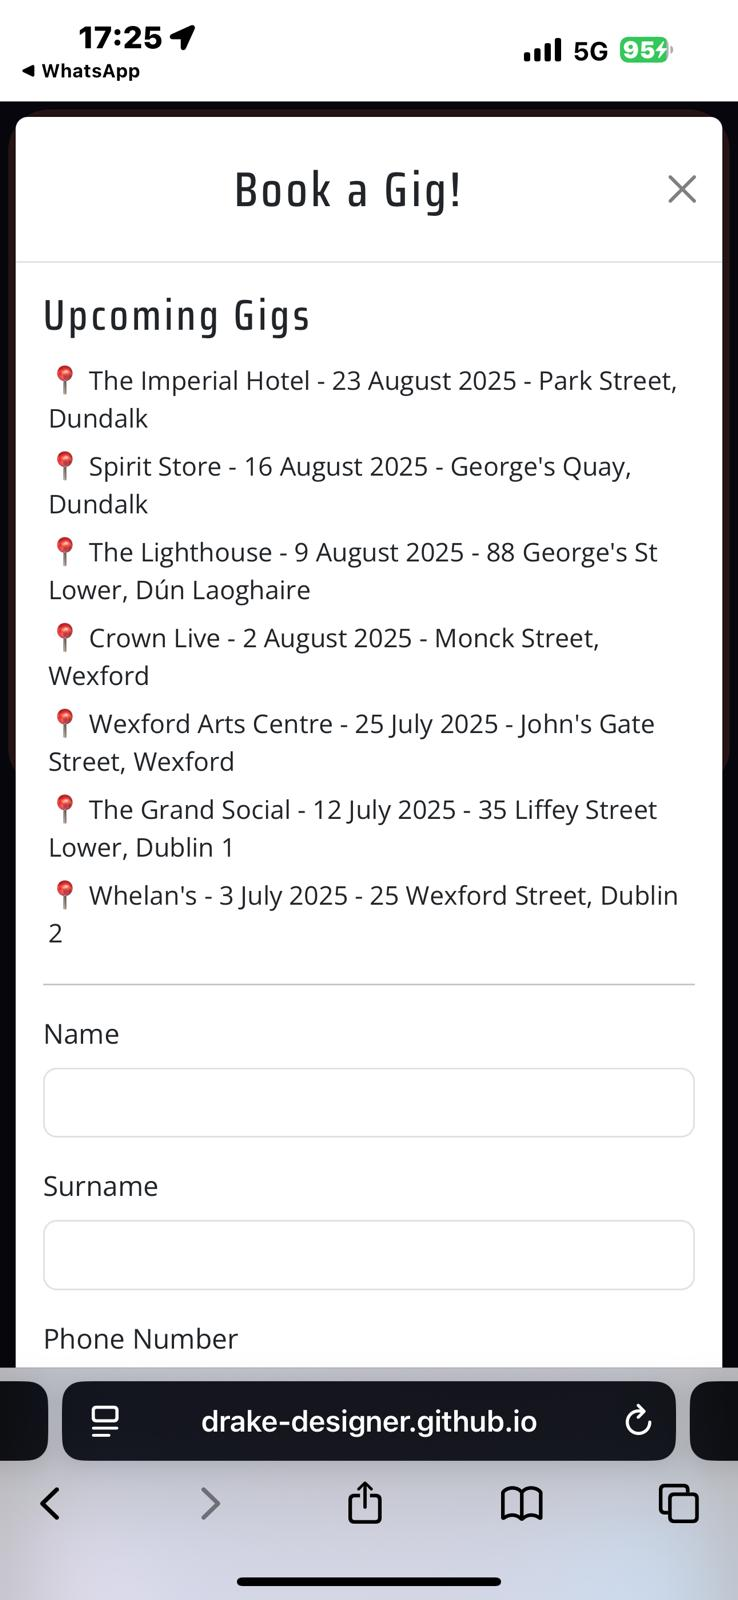 17:25
5G
95
WhatsApp
Book a Gig!
Upcoming Gigs
The Imperial Hotel - 23 August 2025 - Park Street,
Dundalk
Spirit Store - 16 August 2025 - George's Quay,
Dundalk
The Lighthouse - 9 August 2025 - 88 George's St
Lower, Dún Laoghaire
Crown Live - 2 August 2025 - Monck Street,
Wexford
Wexford Arts Centre - 25 July 2025 - John's Gate
Street, Wexford
The Grand Social - 12 July 2025 - 35 Liffey Street
Lower, Dublin 1
Whelan's - 3 July 2025 - 25 Wexford Street, Dublin
2
Name
Surname
Phone Number
drake-designer.github.io